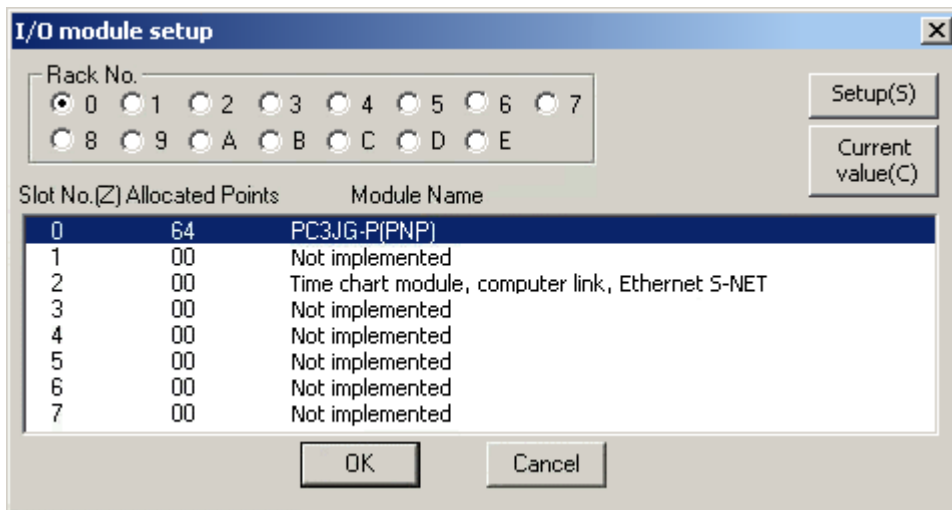 I/O module setup
Rack No.
0 1 2 3 4 5 6 7
8 9 A B C D E
Setup(S)
Current
value(C)
Slot No.(Z) Allocated Points Module Name
0 64 PC3JG-P(PNP)
1 00 Not implemented
2 00 Time chart module, computer link, Ethernet S-NET
3 00 Not implemented
4 00 Not implemented
5 00 Not implemented
6 00 Not implemented
7 00 Not implemented
OK Cancel